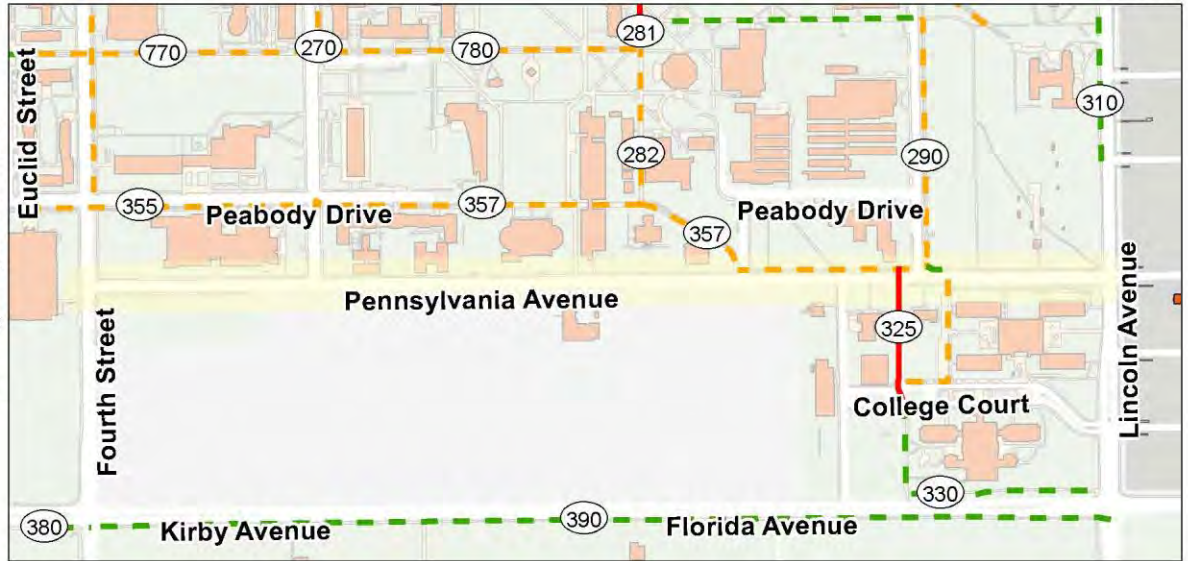 281
770
270
780
Euclid Street
310
282
290
355
357
Peabody Drive
Peabody Drive
357
Pennsylvania Avenue
325
Fourth Street
Lincoln Avenue
College Court
330
380
Kirby Avenue
390
Florida Avenue